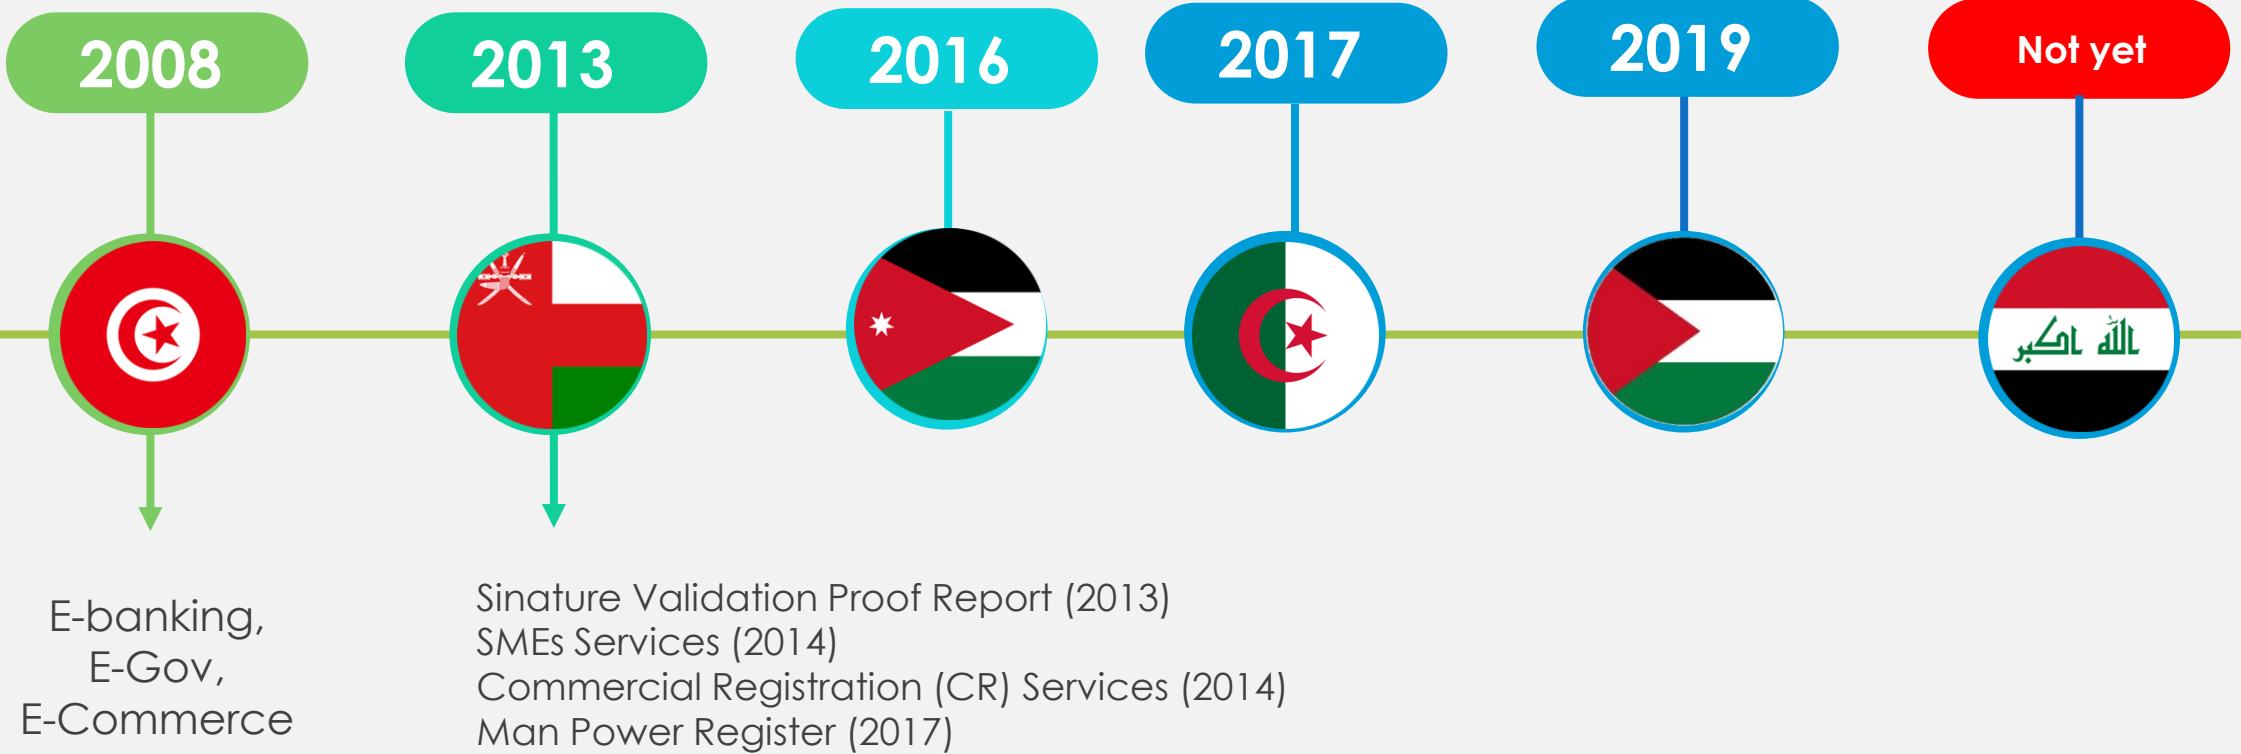 2008
2013
2016
2017
2019
Not yet
الله اكبر
E-banking,
E-Gov,
E-Commerce
Sinature Validation Proof Report (2013)
SMEs Services (2014)
Commercial Registration (CR) Services (2014)
Man Power Register (2017)